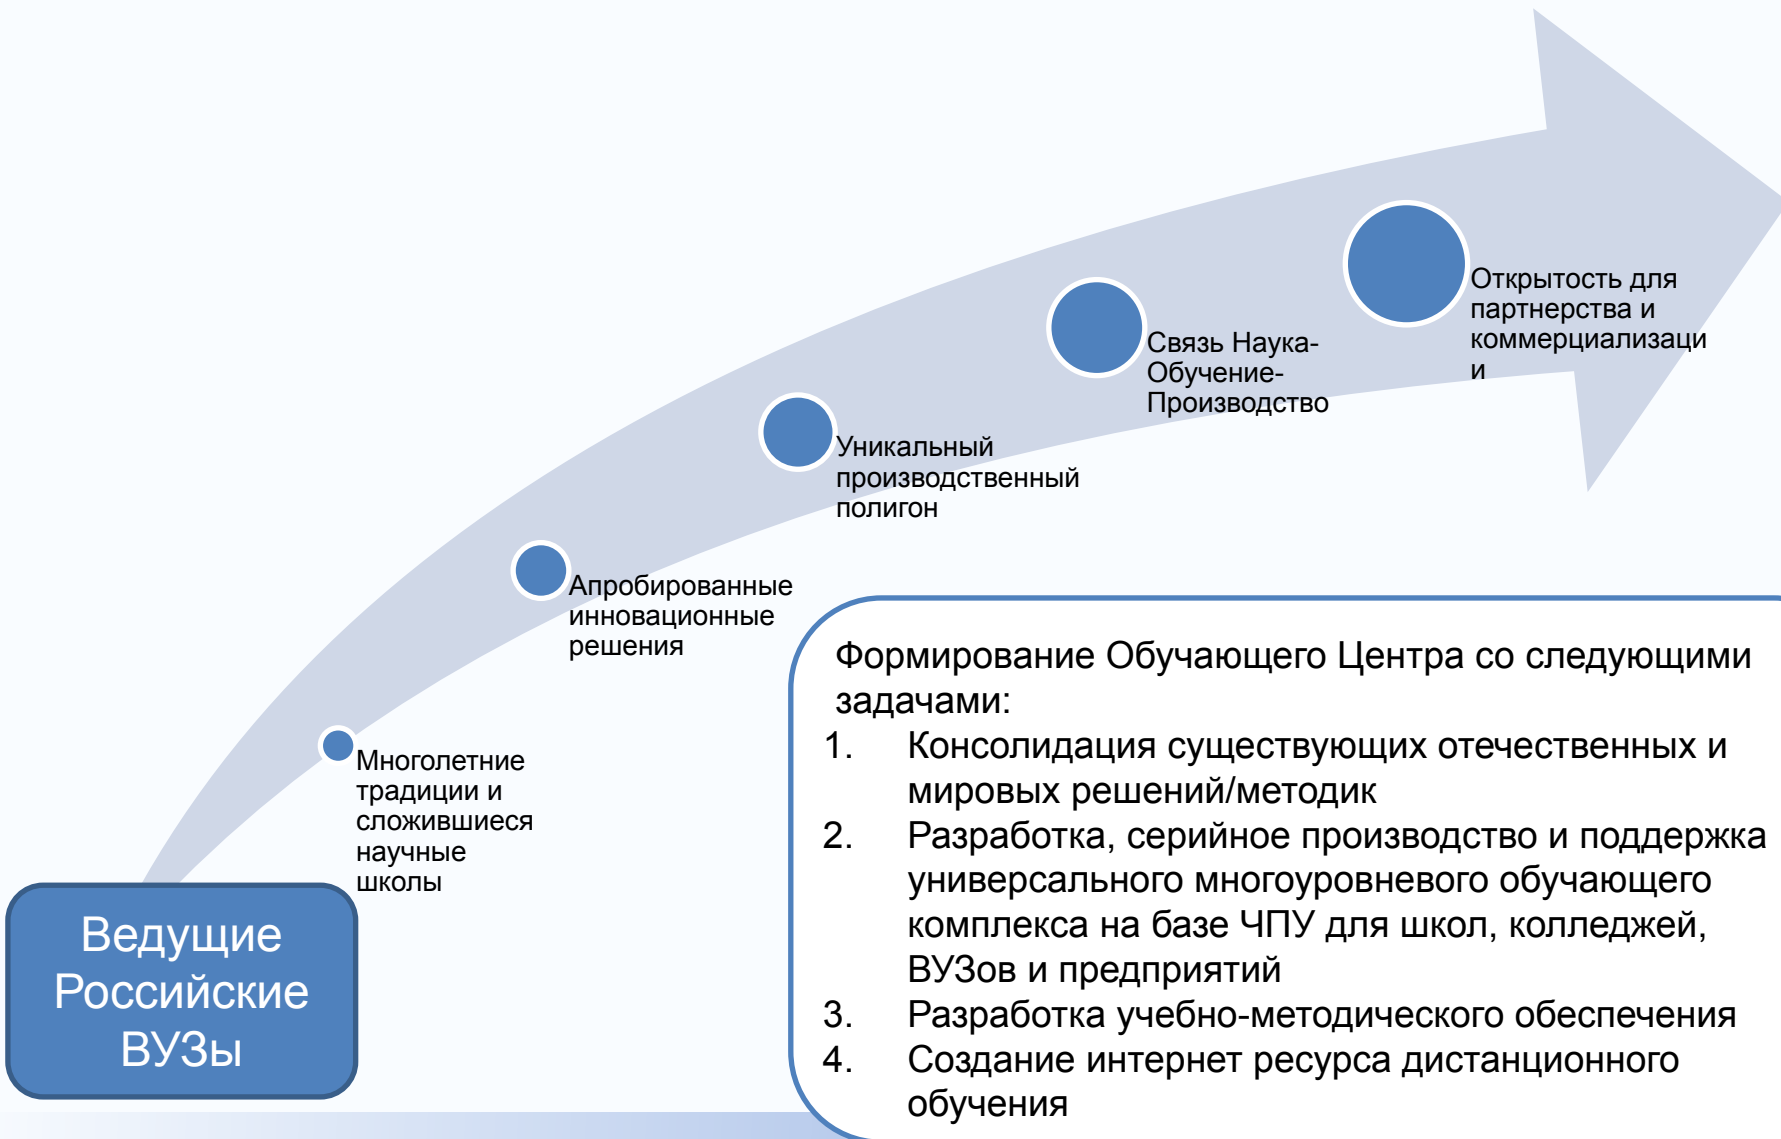 Открытость для
партнерства и
коммерциализаци
и
Связь Наука-
Обучение-
Производство
Уникальный
производственный
полигон
Апробированные
инновационные
решения
Многолетние
традиции и
сложившиеся
научные
школы
Ведущие
Российские
ВУЗы
Формирование Обучающего Центра со следующими
задачами:
1. Консолидация существующих отечественных и
мировых решений/методик
2. Разработка, серийное производство и поддержка
универсального многоуровневого обучающего
комплекса на базе ЧПУ для школ, колледжей,
ВУЗов и предприятий
3. Разработка учебно-методического обеспечения
4. Создание интернет ресурса дистанционного
обучения